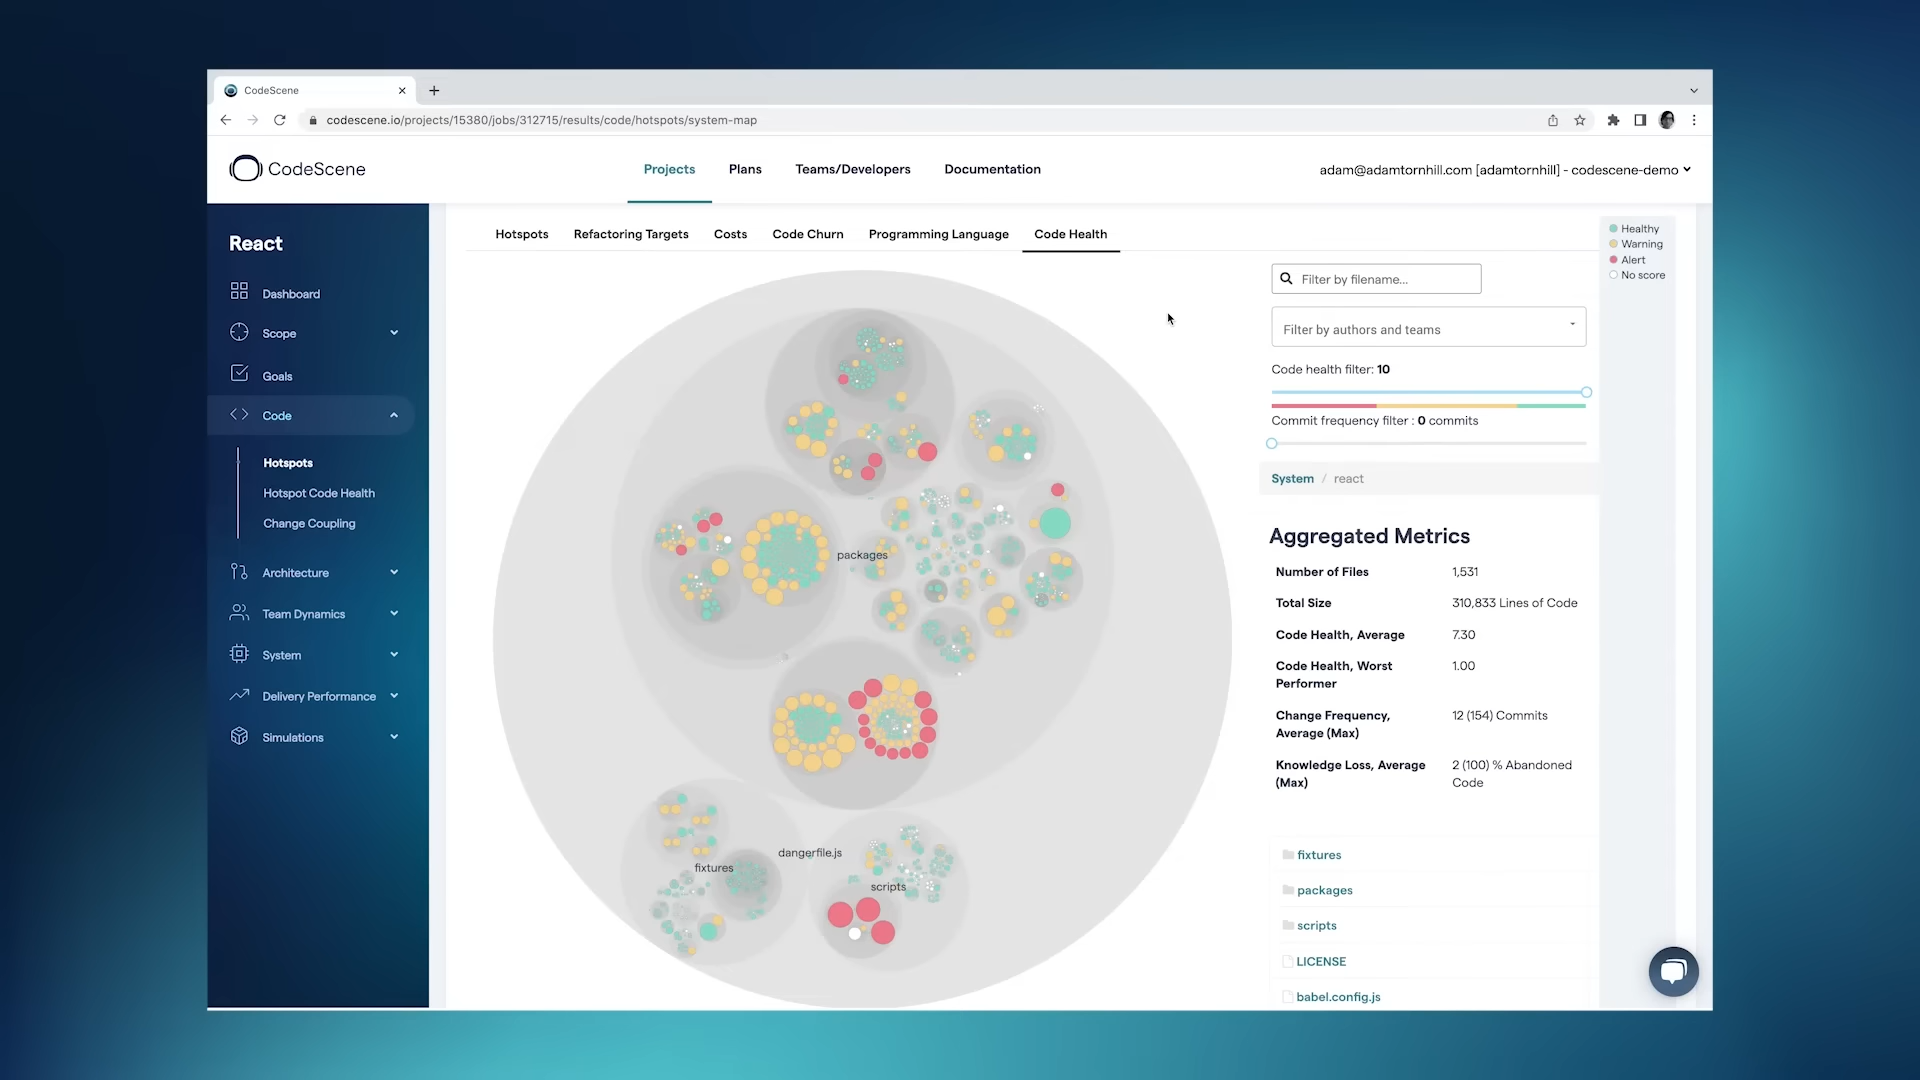 CodeScene
codescene.io/projects/15380/jobs/312715/results/code/hotspots/system-map
CodeScene
Projects
Plans
Teams/Developers
Documentation
adam@adamtornhill.com [adamtornhill] - codescene-demo
React
Dashboard
Scope
Goals
Code
Hotspots
Hotspot Code Health
Change Coupling
Architecture
Team Dynamics
System
Delivery Performance
Simulations
Hotspots
Refactoring Targets
Costs
Code Churn
Programming Language
Code Health
packages
fixtures
dangerfile.js
scripts
Filter by filename...
Filter by authors and teams
Code health filter: 10
Commit frequency filter : 0 commits
System / react
Aggregated Metrics
Number of Files 1,531
Total Size 310,833 Lines of Code
Code Health, Average 7.30
Code Health, Worst 1.00
Performer
Change Frequency, 12 (154) Commits
Average (Max)
Knowledge Loss, Average 2 (100) % Abandoned
(Max) Code
fixtures
packages
scripts
LICENSE
babel.config.js
Healthy
Warning
Alert
No score